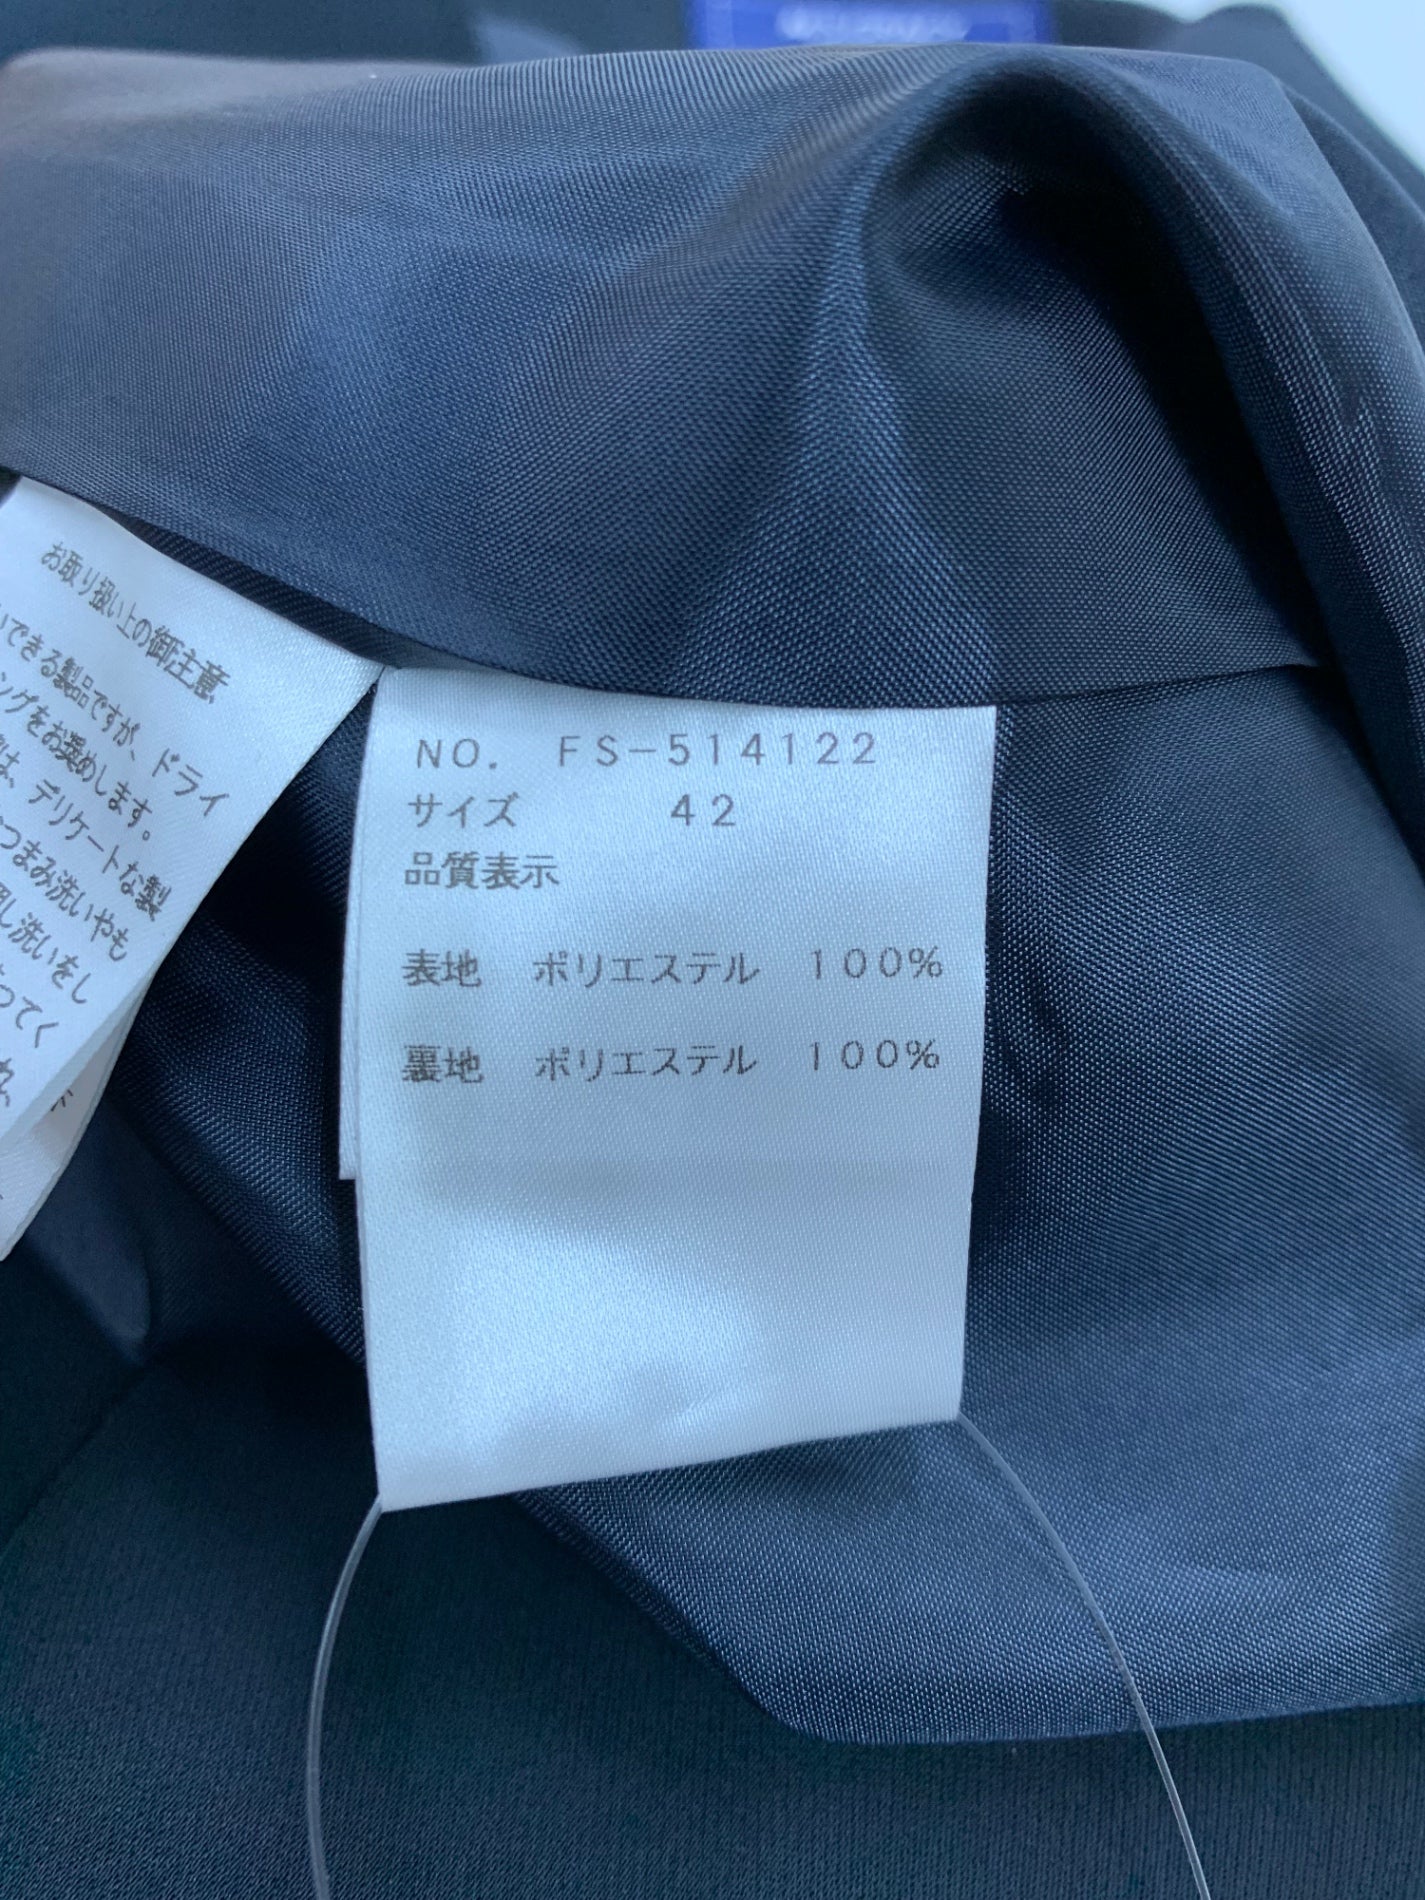 お取り扱い上の御注意
できる製品ですが、ドライ
ングをお奨めします。
は、デリケートな製
つまみ洗いやも
し洗いをし
つてく
NO. FS-514122
サイズ 42
品質表示
表地 ポリエステル 100%
裏地 ポリエステル 100%